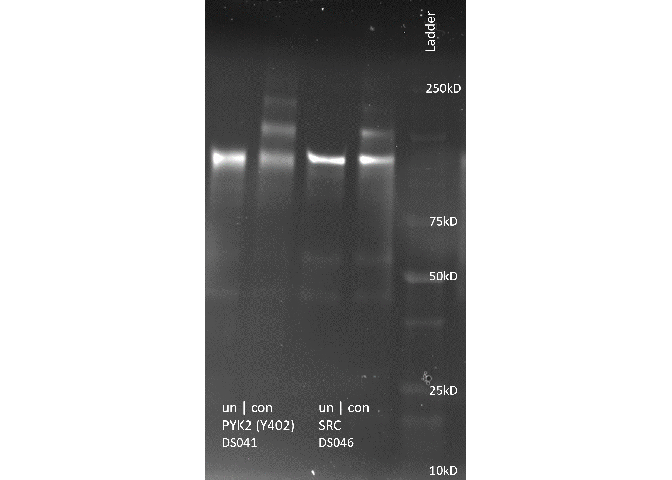 Ladder
250kD
75kD
50kD
25kD
un | con
un | con
PYK2 (Y402)
SRC
DS041
DS046
10kD